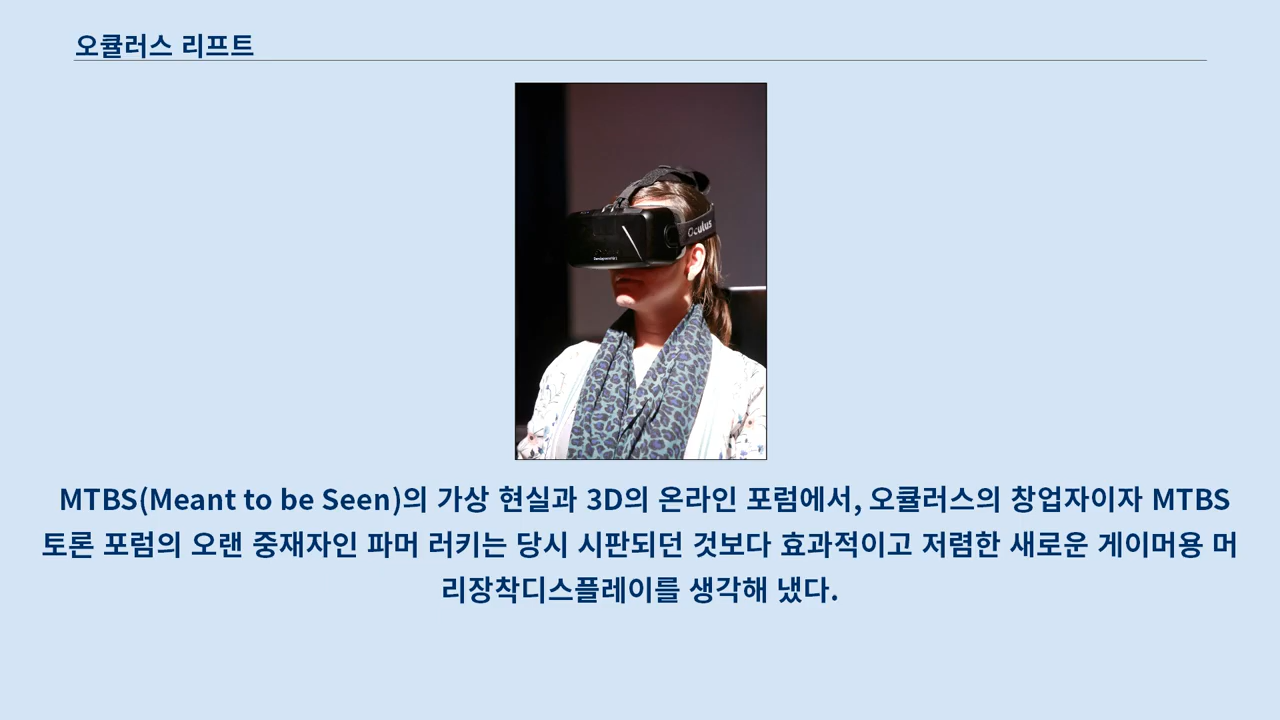 오큘러스 리프트
Oculus
MTBS(Meant to be Seen)의 가상 현실과 3D의 온라인 포럼에서, 오큘러스의 창업자이자 MTBS
토론 포럼의 오랜 중재자인 파머 러키는 당시 시판되던 것보다 효과적이고 저렴한 새로운 게이머용 머
리장착디스플레이를 생각해 냈다.